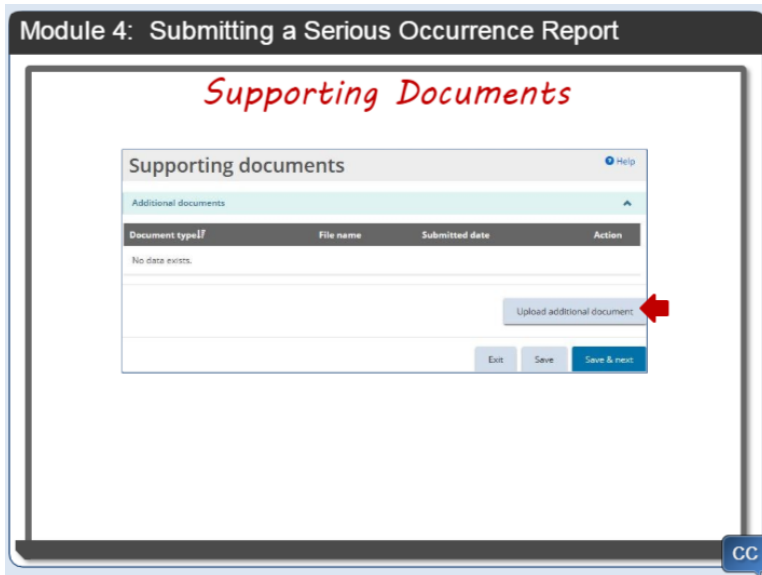 Module 4: Submitting a Serious Occurrence Report
Supporting Documents
Supporting documents
Help
Additional documents
Document type File name Submitted date Action
No data exists.
Upload additional document
Exit Save Save & next
CC